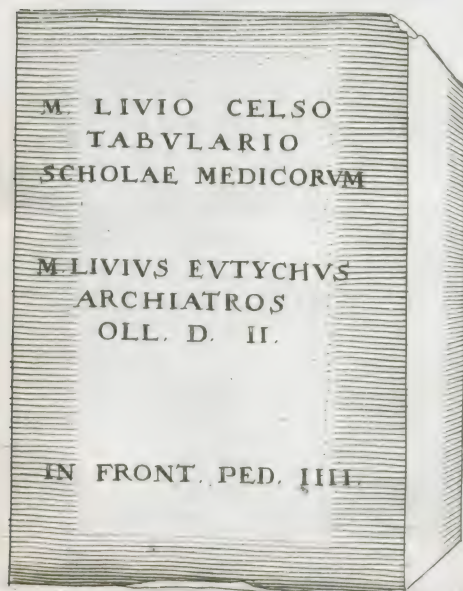 M. LIVIO CELSO
TABVLARIO
SCHOLAE MEDICORVM
M. LIVIVS EVTYCHVS
ARCHIATROS
OLL. D. II.
IN FRONT. PED. IIII.